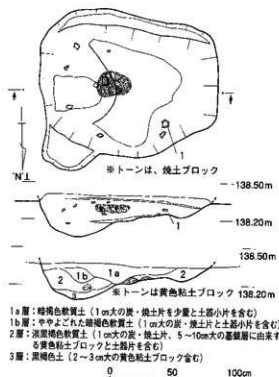 1
※トーンは、焼土ブロック
T.N.
138.50m
1
138.20m
138.50m
2 1b 1a 2
3
※トーンは黄色粘土ブロック
138.20m
1a層：暗褐色軟質土（1cm大の炭・焼土片を少量と土器小片を含む）
1b層：ややよごれた暗褐色軟質土（1cm大の炭・焼土片と土器小片を含む）
2層：淡黒褐色軟質土（1cm大の炭・焼土片、5～10cm大の基盤層に由来す
る黄色粘土ブロックと土器片を含む）
3層：黒褐色土（2～3cm大の黄色粘土ブロック含む）
0 50 100cm